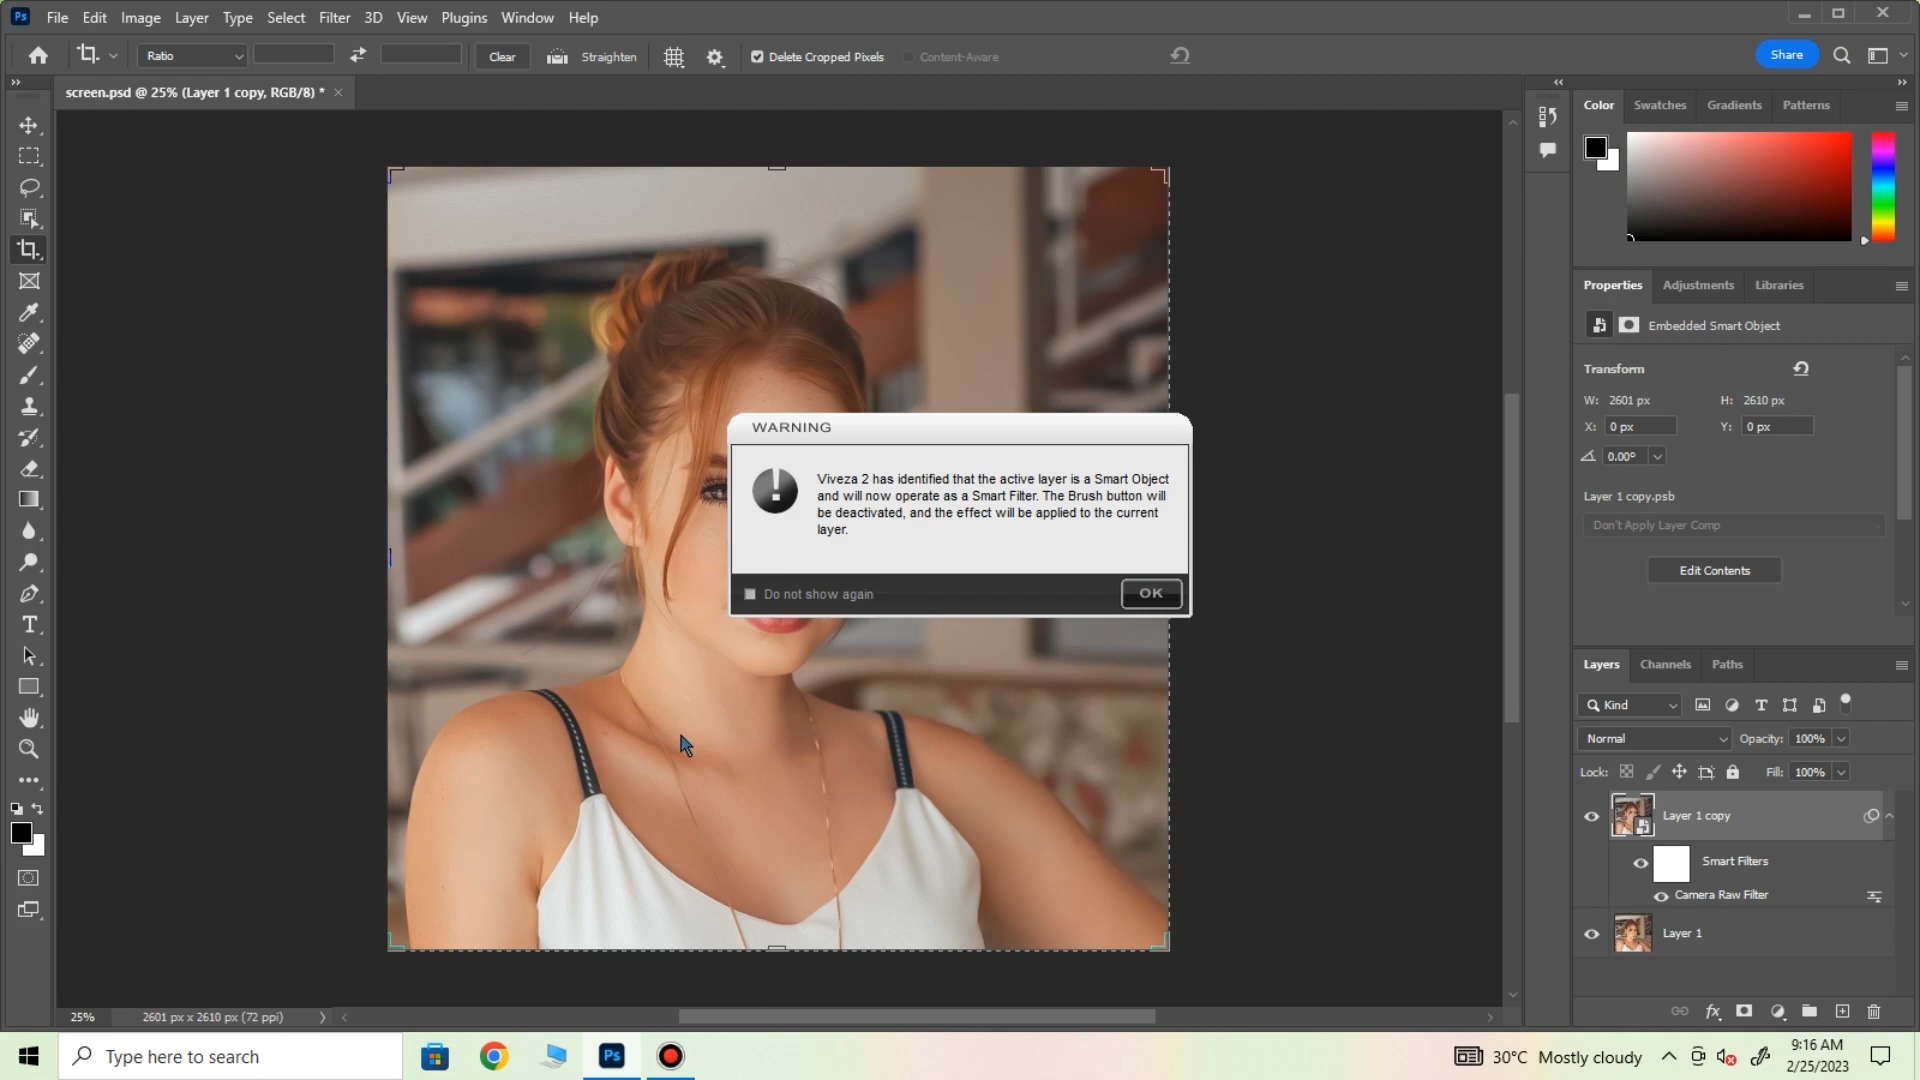 Ps File Edit Image Layer Type Select Filter 3D View Plugins Window Help
Ratio Clear Straighten Delete Cropped Pixels Content-Aware Share
screen.psd @ 25% (Layer 1 copy, RGB/8) *
Color Swatches Gradients Patterns
Properties Adjustments Libraries
Embedded Smart Object
Transform
W: 2601 px H: 2610 px
X: 0 px Y: 0 px
0.00°
Layer 1 copy.psb
Don't Apply Layer Comp
Edit Contents
WARNING
Viveza 2 has identified that the active layer is a Smart Object
and will now operate as a Smart Filter. The Brush button will
be deactivated, and the effect will be applied to the current
layer.
Do not show again OK
Layers Channels Paths
Kind
Normal Opacity: 100%
Lock: Fill: 100%
Layer 1 copy
Smart Filters
Camera Raw Filter
Layer 1
25% 2601 px x 2610 px (72 ppi)
Type here to search
Ps
30°C Mostly cloudy
9:16 AM
2/25/2023